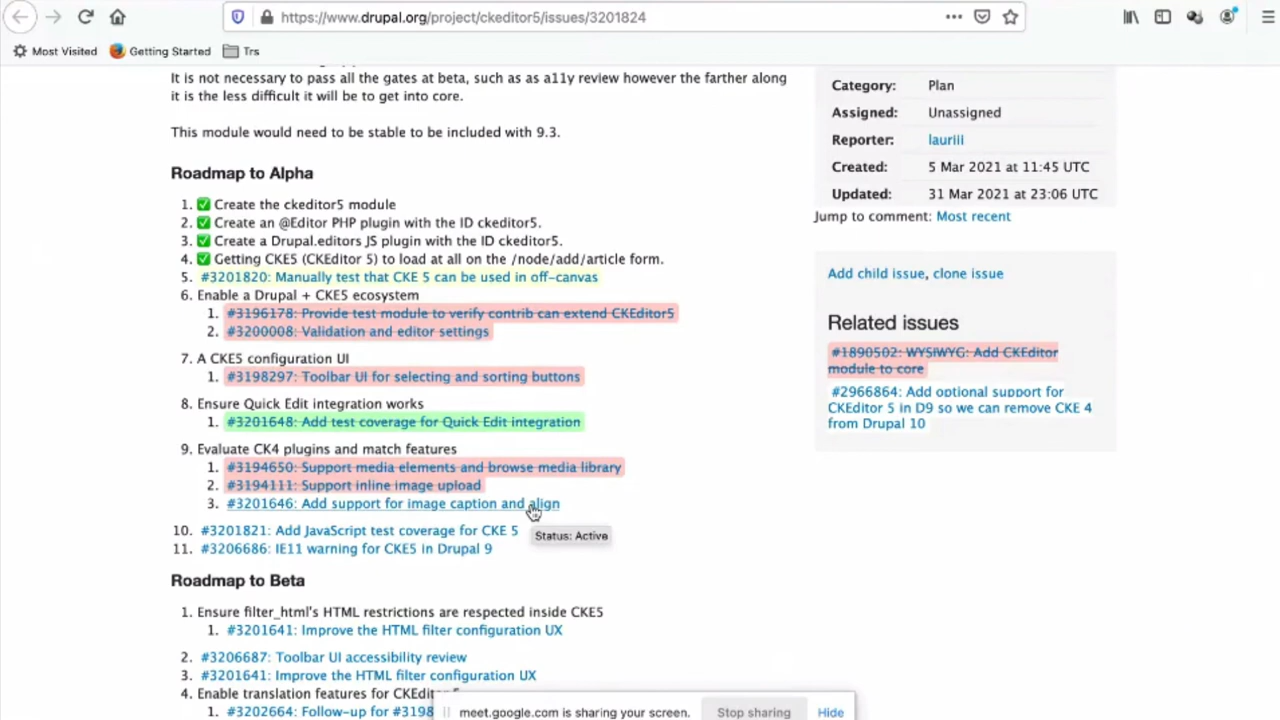 https://www.drupal.org/project/ckeditor5/issues/3201824
Most Visited
Getting Started
Trs
It is not necessary to pass all the gates at beta, such as as a11y review however the farther along
it is the less difficult it will be to get into core.
This module would need to be stable to be included with 9.3.
Roadmap to Alpha
1. ✅ Create the ckeditor5 module
2. ✅ Create an @Editor PHP plugin with the ID ckeditor5.
3. ✅ Create a Drupal.editors JS plugin with the ID ckeditor5.
4. ✅ Getting CKE5 (CKEditor 5) to load at all on the /node/add/article form.
5. #3201820: Manually test that CKE 5 can be used in off-canvas
6. Enable a Drupal + CKE5 ecosystem
1. #3196178: Provide test module to verify contrib can extend CKEditor5
2. #3200008: Validation and editor settings
7. A CKE5 configuration UI
1. #3198297: Toolbar UI for selecting and sorting buttons
8. Ensure Quick Edit integration works
1. #3201648: Add test coverage for Quick Edit integration
9. Evaluate CK4 plugins and match features
1. #3194650: Support media elements and browse media library
2. #3194111: Support inline image upload
3. #3201646: Add support for image caption and align
Status: Active
10. #3201821: Add JavaScript test coverage for CKE 5
11. #3206686: IE11 warning for CKE5 in Drupal 9
Roadmap to Beta
1. Ensure filter_html's HTML restrictions are respected inside CKE5
1. #3201641: Improve the HTML filter configuration UX
2. #3206687: Toolbar UI accessibility review
3. #3201641: Improve the HTML filter configuration UX
4. Enable translation features for CKEditor 5
1. #3202664: Follow-up for #3198
Category: Plan
Assigned: Unassigned
Reporter: lauriii
Created: 5 Mar 2021 at 11:45 UTC
Updated: 31 Mar 2021 at 23:06 UTC
Jump to comment: Most recent
Add child issue, clone issue
Related issues
#1890502: WYSIWYG: Add CKEditor
module to core
#2966864: Add optional support for
CKEditor 5 in D9 so we can remove CKE 4
from Drupal 10
meet.google.com is sharing your screen.
Stop sharing
Hide